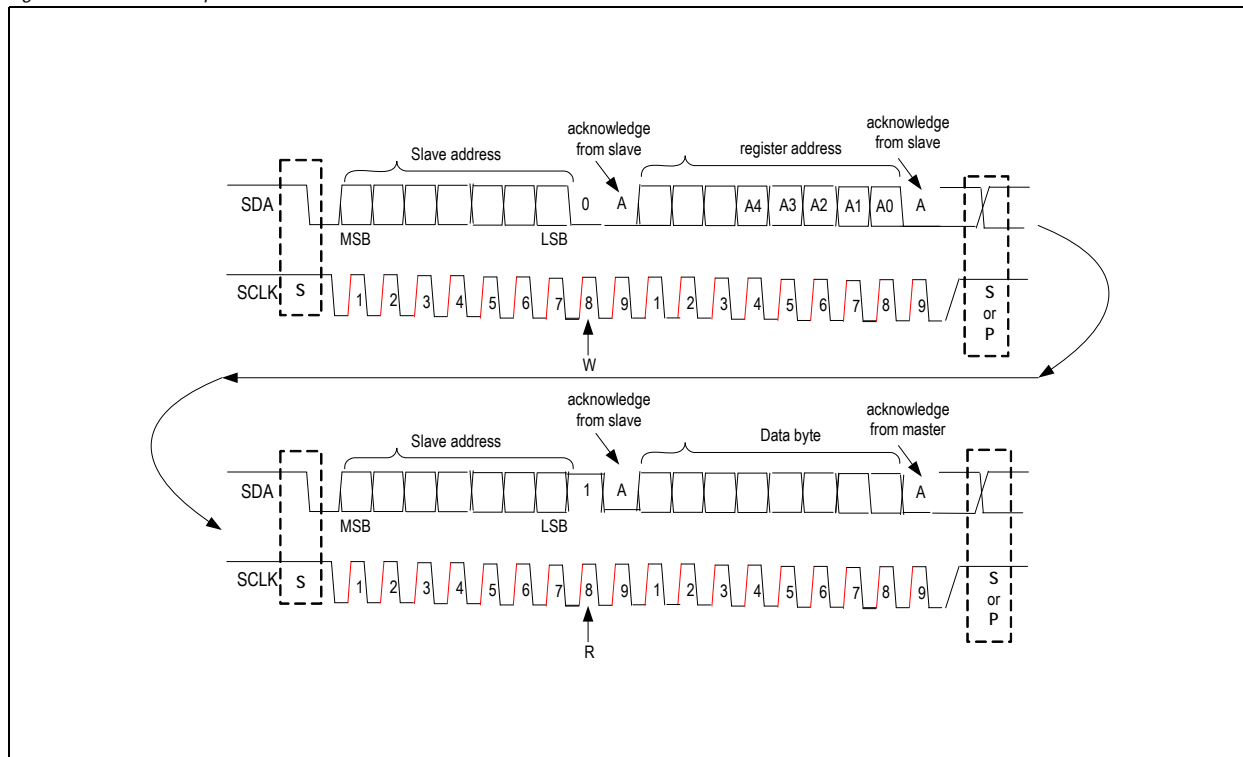 acknowledge
from slave
acknowledge
from slave
Slave address
register address
SDA
0 A A4 A3 A2 A1 A0 A
MSB LSB
SCLK S 1 2 3 4 5 6 7 8 9 1 2 3 4 5 6 7 8 9
S
or
P
W
acknowledge
from slave
acknowledge
from master
Slave address
Data byte
SDA
1 A A
MSB LSB
SCLK S 1 2 3 4 5 6 7 8 9 1 2 3 4 5 6 7 8 9
S
or
P
R